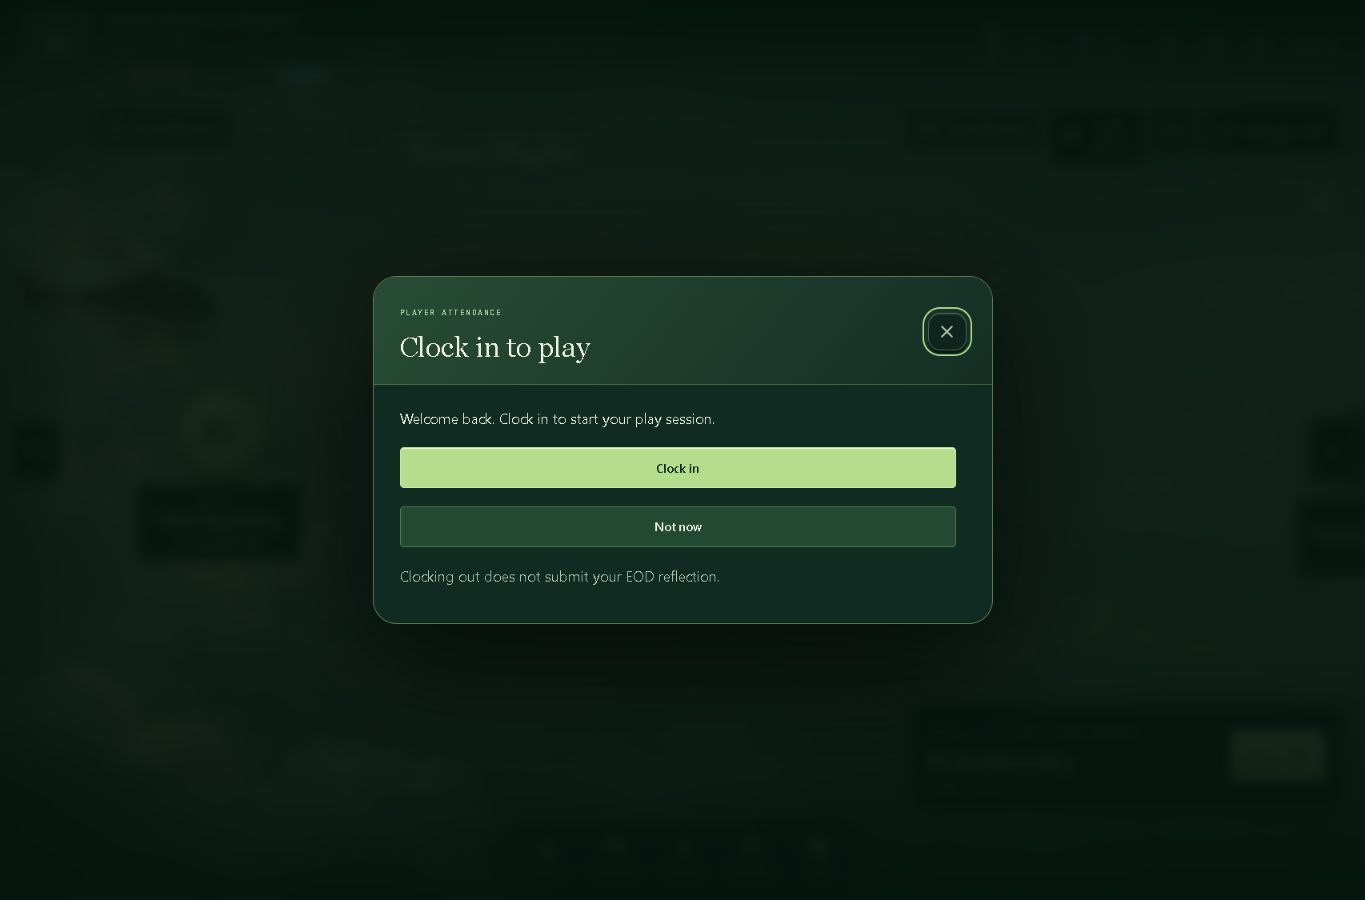 PLAYER ATTENDANCE
Clock in to play
Welcome back. Clock in to start your play session.
Clock in
Not now
Clocking out does not submit your EOD reflection.